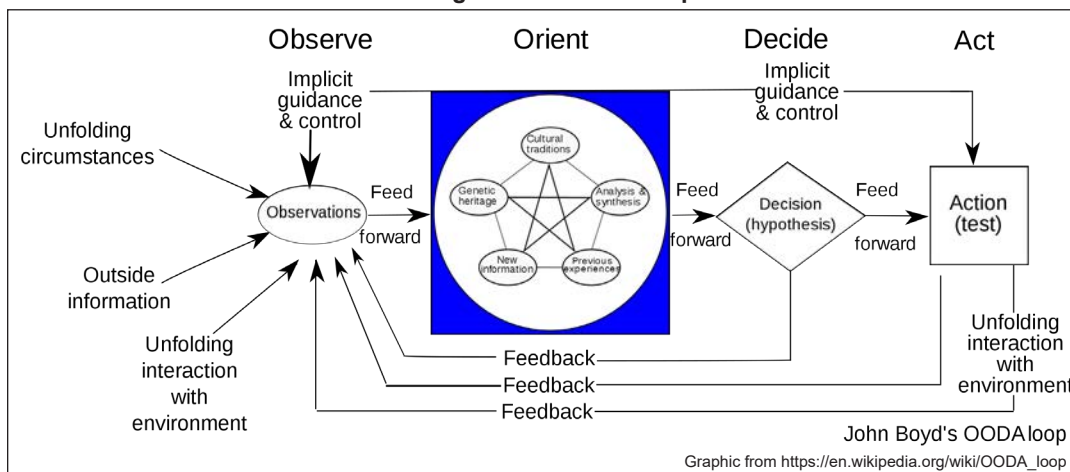 Observe
Orient
Decide
Act
Implicit
guidance
& control
Implicit
guidance
& control
Unfolding
circumstances
Observations
Outside
information
Unfolding
interaction
with
environment
Feed
forward
Cultural
traditions
Genetic
heritage
Analysis &
synthesis
New
information
Previous
experiences
Feed
forward
Decision
(hypothesis)
Feed
forward
Action
(test)
Unfolding
interaction
with
environment
Feedback
Feedback
Feedback
John Boyd's OODA loop
Graphic from https://en.wikipedia.org/wiki/OODA_loop